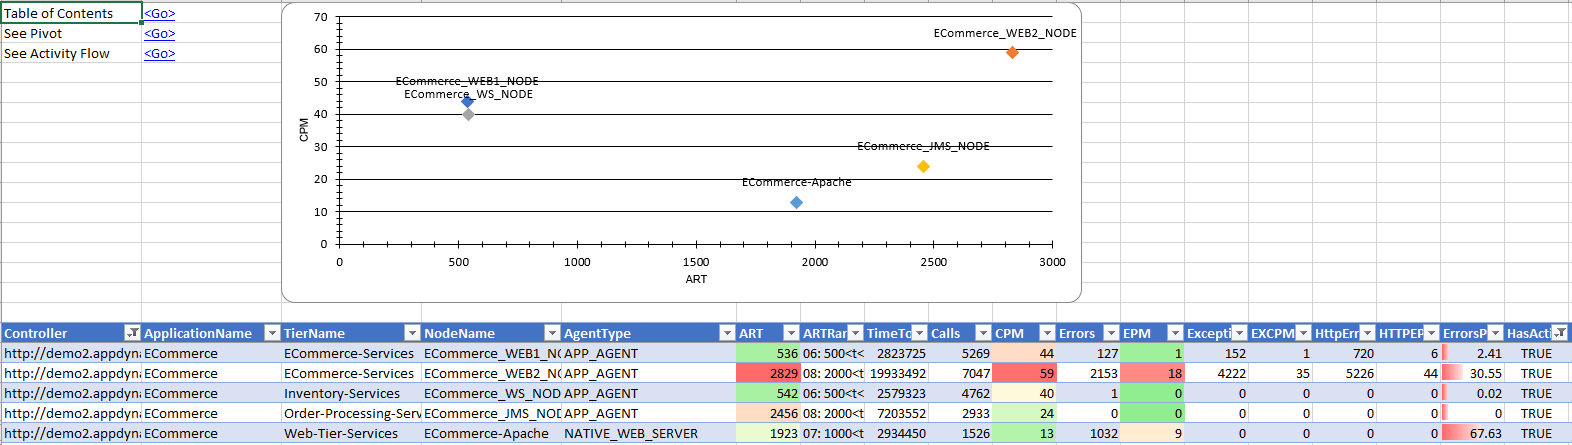 Table of Contents <Go>
See Pivot <Go>
See Activity Flow <Go>
70
60
50
40
30
20
10
0
CPM
0 500 1000 1500 2000 2500 3000
ART
ECommerce_WEB2_NODE
ECommerce_WEB1_NODE
ECommerce_WS_NODE
ECommerce_JMS_NODE
ECommerce-Apache
Controller ApplicationName TierName NodeName AgentType ART ARTRar TimeTo Calls CPM Errors EPM Excepti EXCPM HttpErr HTTPEP ErrorsP HasActi
http://demo2.appdyna ECommerce ECommerce-Services ECommerce_WEB1_NO APP_AGENT 536 06: 500<t< 2823725 5269 44 127 1 152 1 720 6 2.41 TRUE
http://demo2.appdyna ECommerce ECommerce-Services ECommerce_WEB2_NO APP_AGENT 2829 08: 2000<t 19933492 7047 59 2153 18 4222 35 5226 44 30.55 TRUE
http://demo2.appdyna ECommerce Inventory-Services ECommerce_WS_NOD APP_AGENT 542 06: 500<t< 2579323 4762 40 1 0 0 0 0 0 0.02 TRUE
http://demo2.appdyna ECommerce Order-Processing-Serv ECommerce_JMS_NOD APP_AGENT 2456 08: 2000<t 7203552 2933 24 0 0 0 0 0 0 0 TRUE
http://demo2.appdyna ECommerce Web-Tier-Services ECommerce-Apache NATIVE_WEB_SERVER 1923 07: 1000<t 2934450 1526 13 1032 9 0 0 0 0 67.63 TRUE